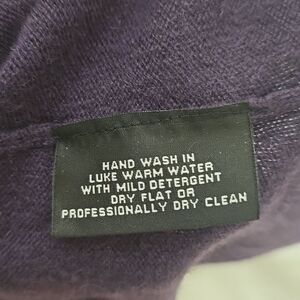 HAND WASH IN
LUKE WARM WATER
WITH MILD DETERGENT
DRY FLAT OR
PROFESSIONALLY DRY CLEAN